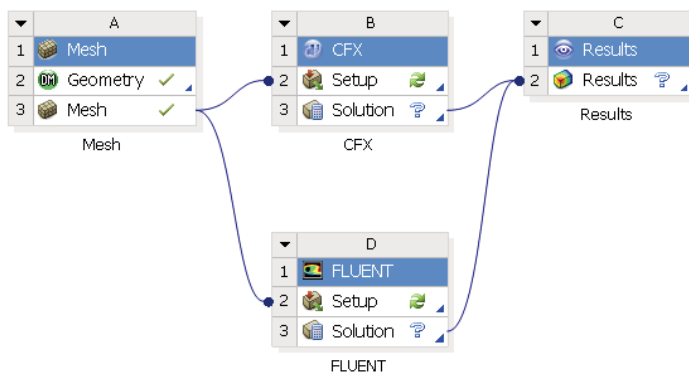 A
1 Mesh
2 DM Geometry ✓
3 Mesh ✓
Mesh
B
1 CFX
2 Setup
3 Solution ?
CFX
C
1 Results
2 Results ?
Results
D
1 FLUENT
2 Setup
3 Solution ?
FLUENT